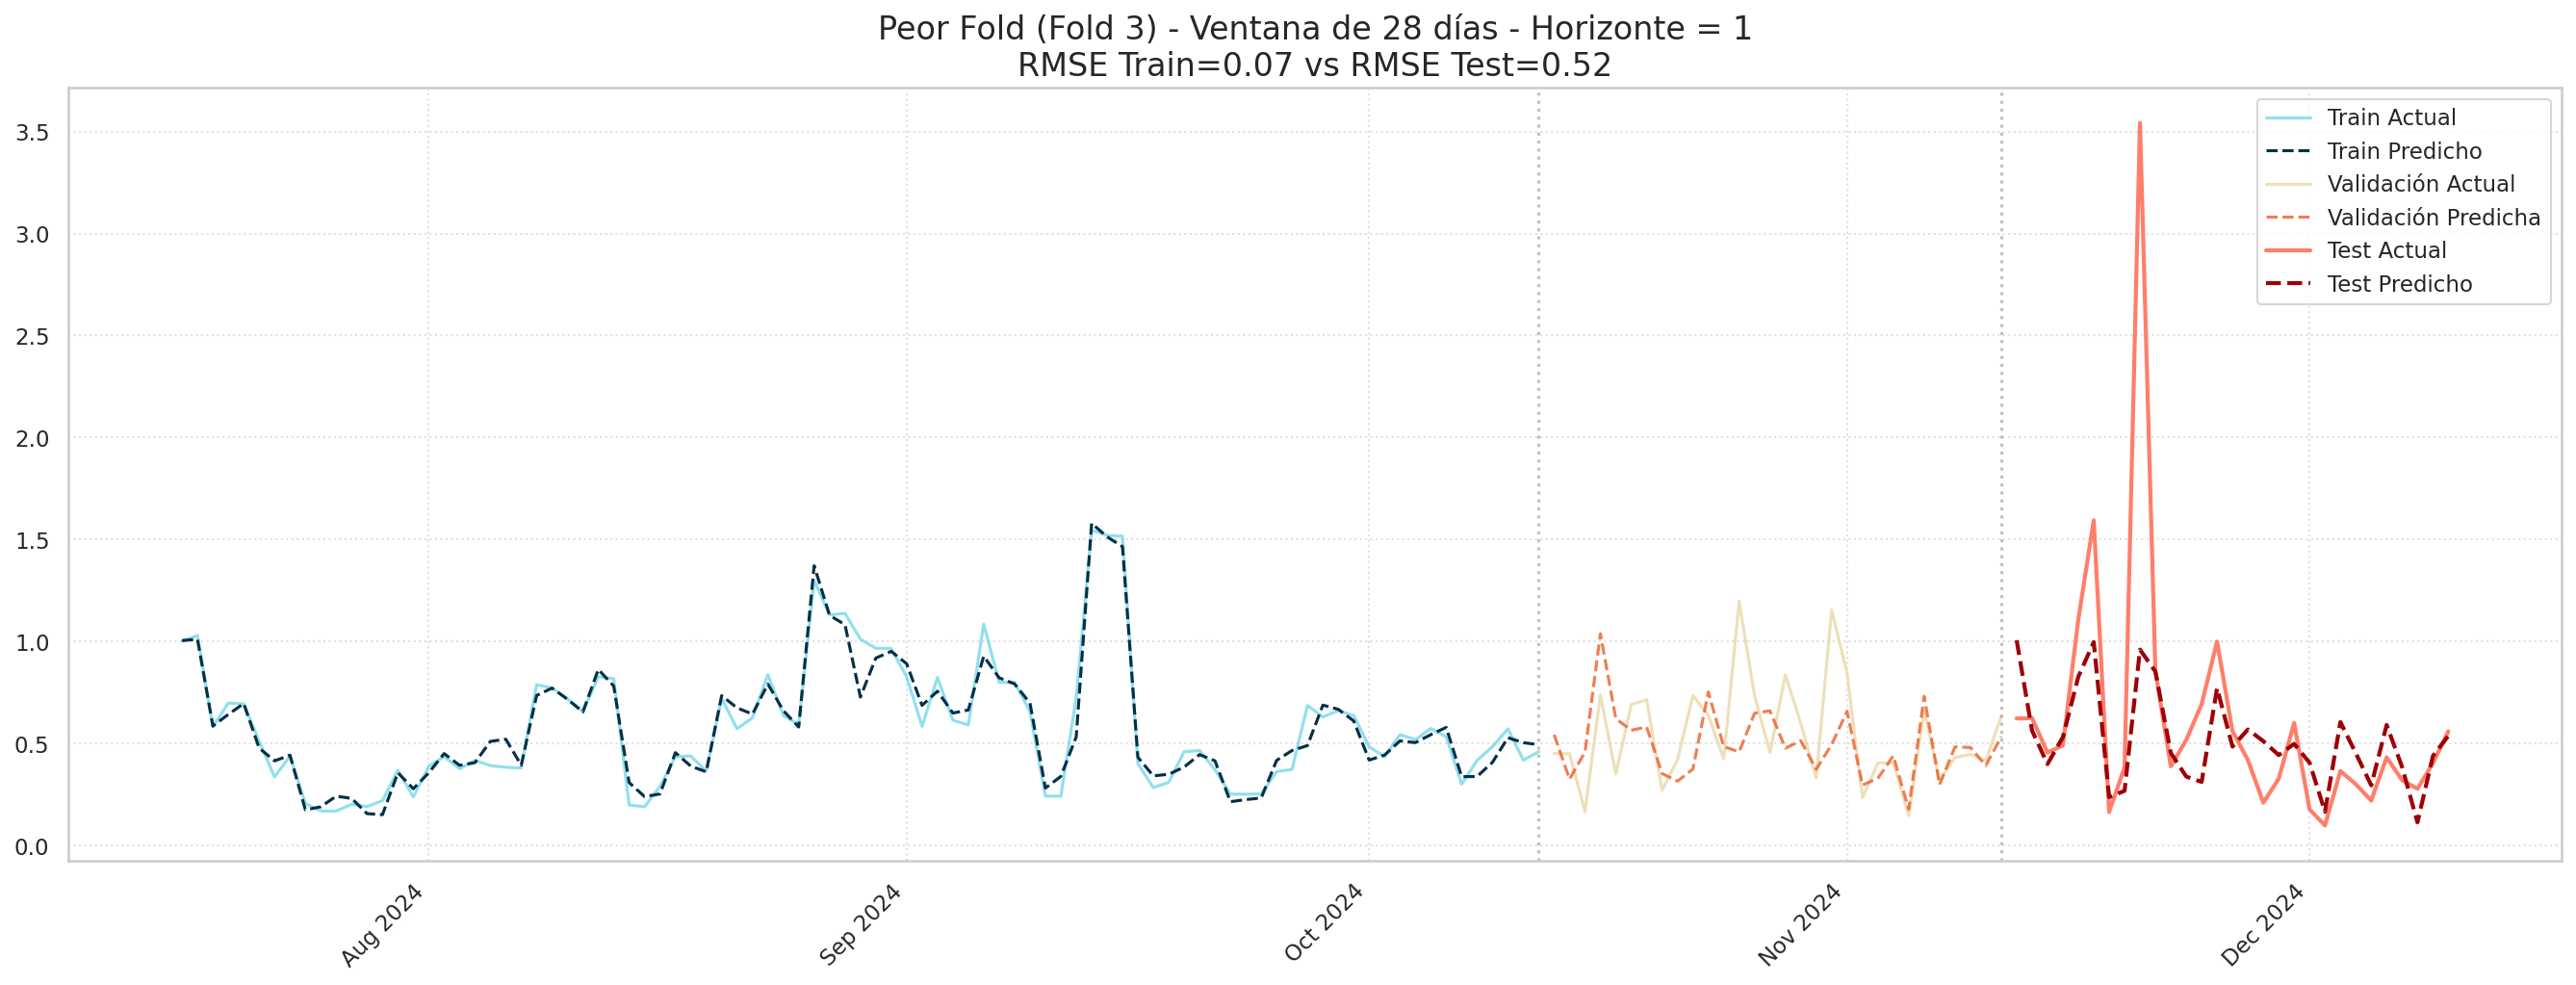 Peor Fold (Fold 3) - Ventana de 28 días - Horizonte = 1
RMSE Train=0.07 vs RMSE Test=0.52
3.5
3.0
2.5
2.0
1.5
1.0
0.5
0.0
Train Actual
Train Predicho
Validación Actual
Validación Predicha
Test Actual
Test Predicho
Aug 2024
Sep 2024
Oct 2024
Nov 2024
Dec 2024